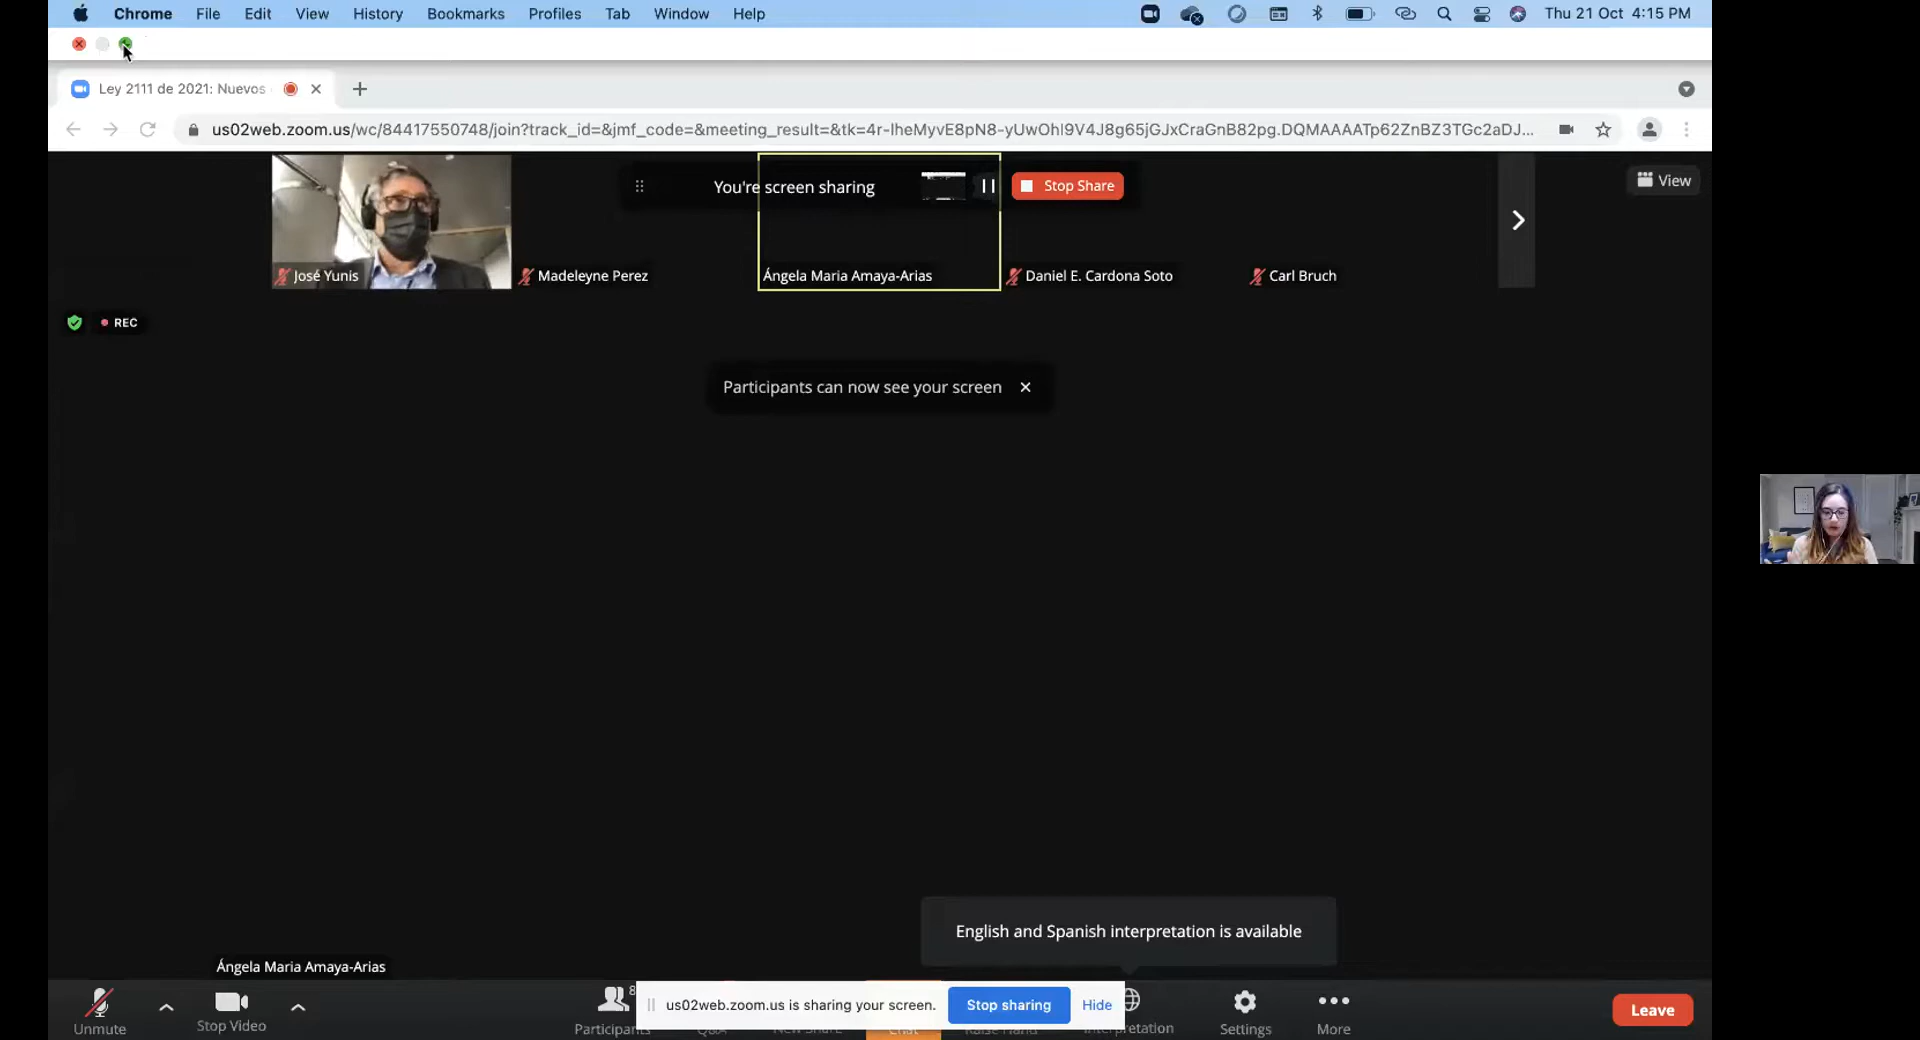 Chrome File Edit View History Bookmarks Profiles Tab Window Help Thu 21 Oct 4:15 PM
Ley 2111 de 2021: Nuevos
us02web.zoom.us/wc/84417550748/join?track_id=&jmf_code=&meeting_result=&tk=4r-IheMyvE8pN8-yUwOhI9V4J8g65jGJxCraGnB82pg.DQMAAAATp62ZnBZ3TGc2aDJ...
You're screen sharing Stop Share View
José Yunis Madeleyne Perez Ángela Maria Amaya-Arias Daniel E. Cardona Soto Carl Bruch
REC
Participants can now see your screen
English and Spanish interpretation is available
Ángela Maria Amaya-Arias
us02web.zoom.us is sharing your screen. Stop sharing Hide
Unmute Stop Video Participants Settings More Leave